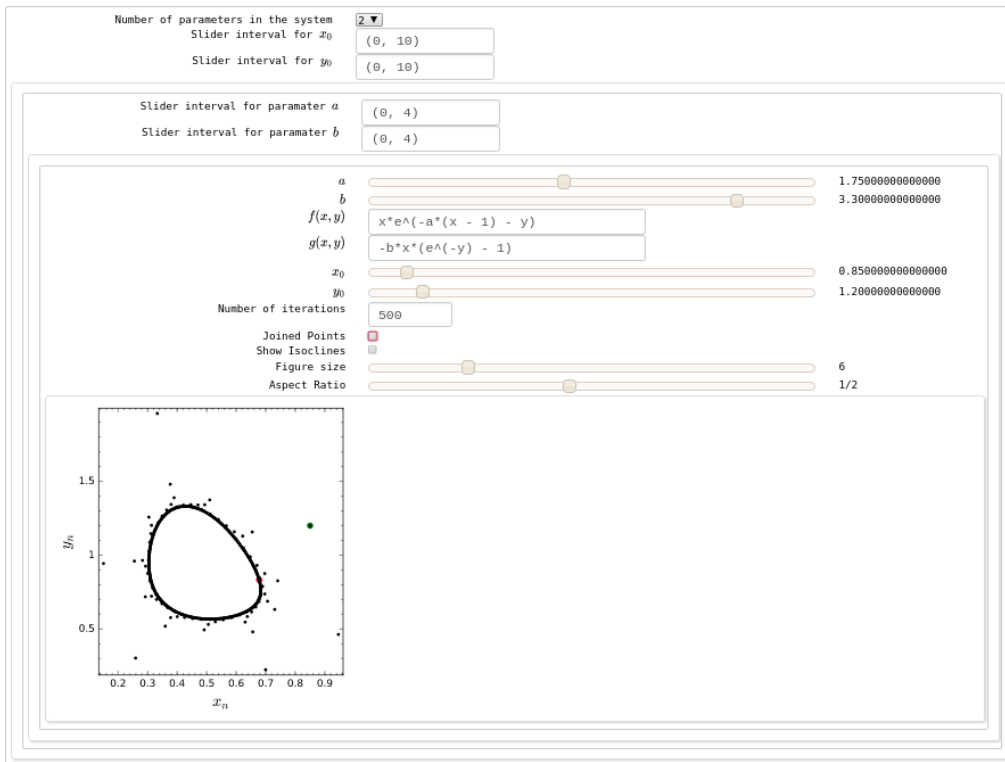 Number of parameters in the system 2 ▼
Slider interval for x₀ (0, 10)
Slider interval for y₀ (0, 10)
Slider interval for paramater a (0, 4)
Slider interval for paramater b (0, 4)
a 1.75000000000000
b 3.30000000000000
f(x, y) x*e^(-a*(x - 1) - y)
g(x, y) -b*x*(e^(-y) - 1)
x₀ 0.850000000000000
y₀ 1.20000000000000
Number of iterations 500
Joined Points
Show Isoclines
Figure size 6
Aspect Ratio 1/2
1.5
yₙ
1
0.5
0.2 0.3 0.4 0.5 0.6 0.7 0.8 0.9
xₙ